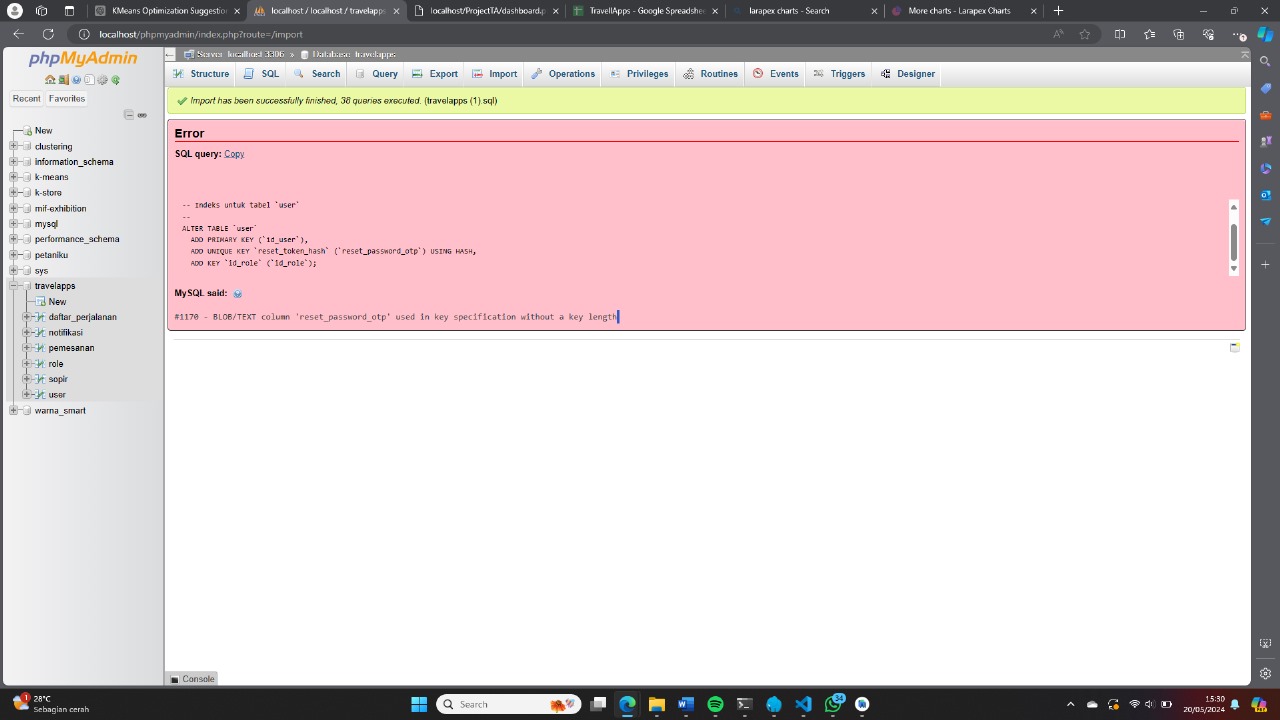 KMeans Optimization Suggestion
localhost / localhost / travelapps
localhost/ProjectTA/dashboard.p
TravellApps - Google Spreadshe
larapex charts - Search
More charts - Larapex Charts
localhost/phpmyadmin/index.php?route=/import
phpMyAdmin
Recent
Favorites
New
clustering
information_schema
k-means
k-store
mif-exhibition
mysql
performance_schema
petaniku
sys
travelapps
New
daftar_perjalanan
notifikasi
pemesanan
role
sopir
user
warna_smart
Server: localhost:3306 » Database: travelapps
Structure
SQL
Search
Query
Export
Import
Operations
Privileges
Routines
Events
Triggers
Designer
Import has been successfully finished, 38 queries executed. (travelapps (1).sql)
Error
SQL query: Copy
-- Indeks untuk tabel `user`
--
ALTER TABLE `user`
ADD PRIMARY KEY (`id_user`),
ADD UNIQUE KEY `reset_token_hash` (`reset_password_otp`) USING HASH,
ADD KEY `id_role` (`id_role`);
MySQL said:
#1170 - BLOB/TEXT column 'reset_password_otp' used in key specification without a key length
Console
1
28°C
Sebagian cerah
Search
34
15:30
20/05/2024